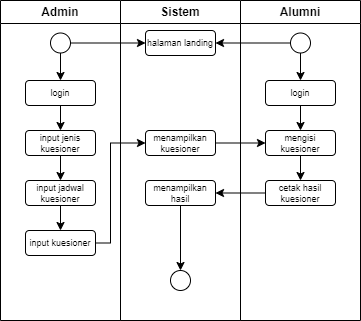 Admin
Sistem
Alumni
halaman landing
login
login
input jenis
kuesioner
menampilkan
kuesioner
mengisi
kuesioner
input jadwal
kuesioner
menampilkan
hasil
cetak hasil
kuesioner
input kuesioner